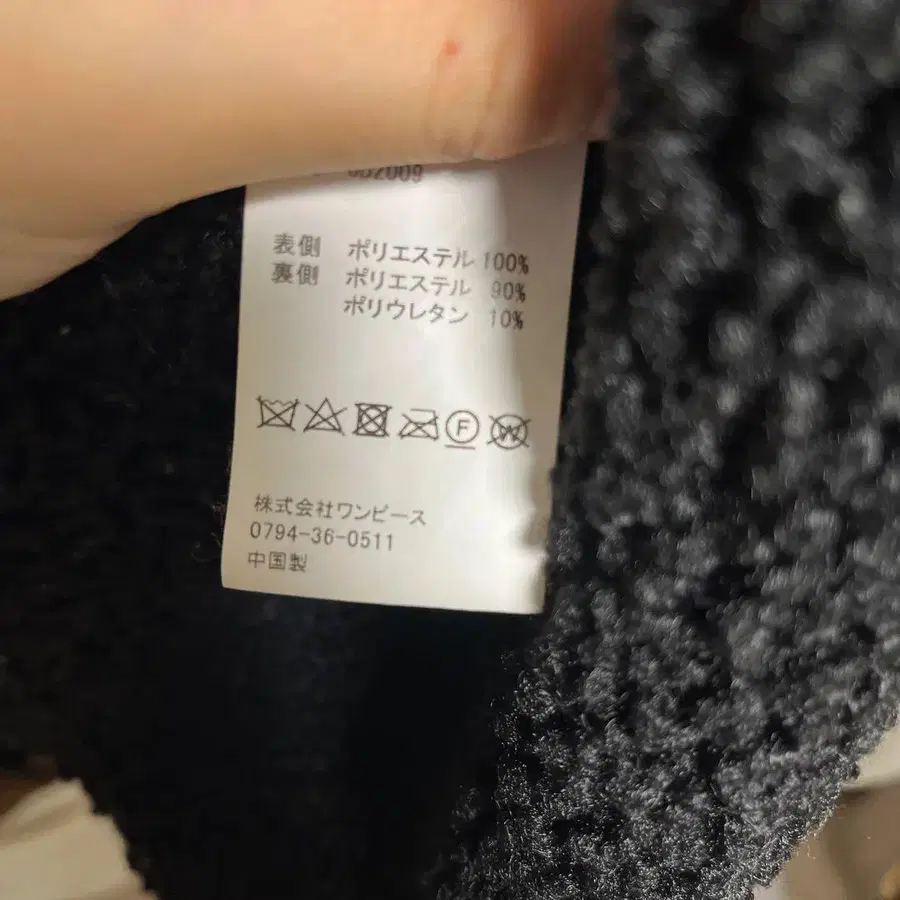 表側 ポリエステル 100%
裏側 ポリエステル 90%
ポリウレタン 10%
F W
株式会社ワンピース
0794-36-0511
中国製